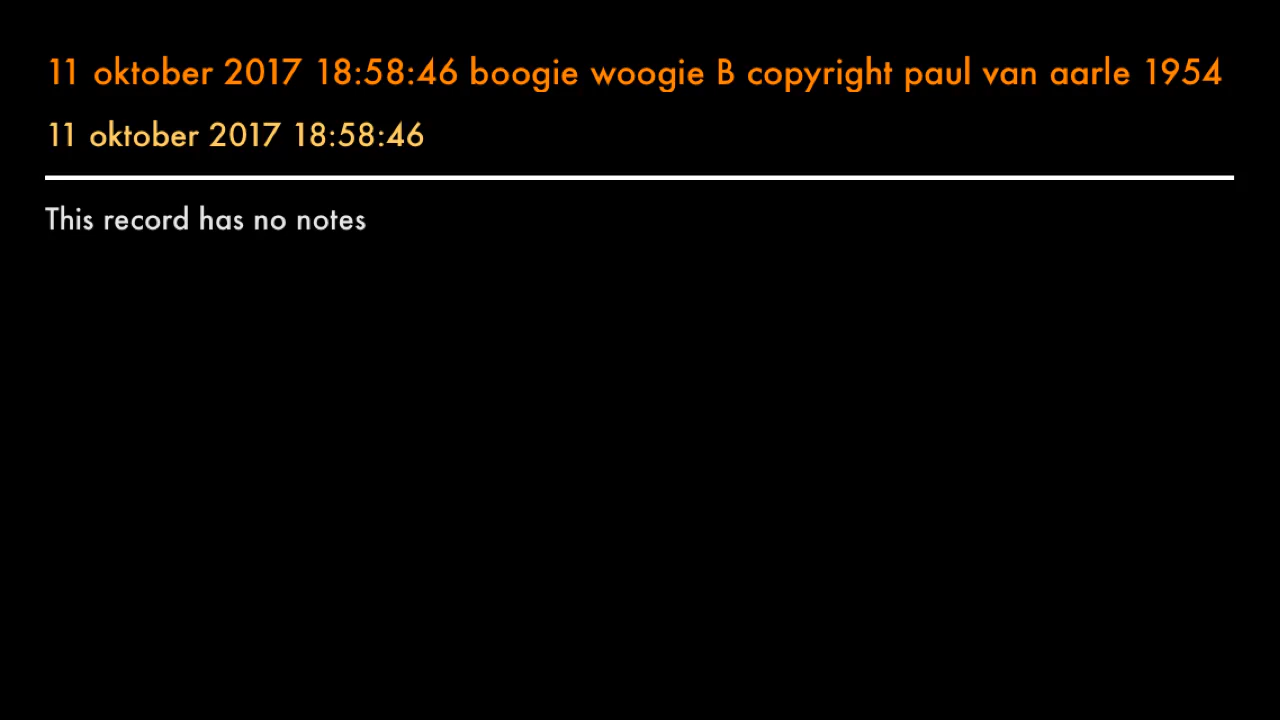 11 oktober 2017 18:58:46 boogie woogie B copyright paul van aarle 1954
11 oktober 2017 18:58:46
This record has no notes